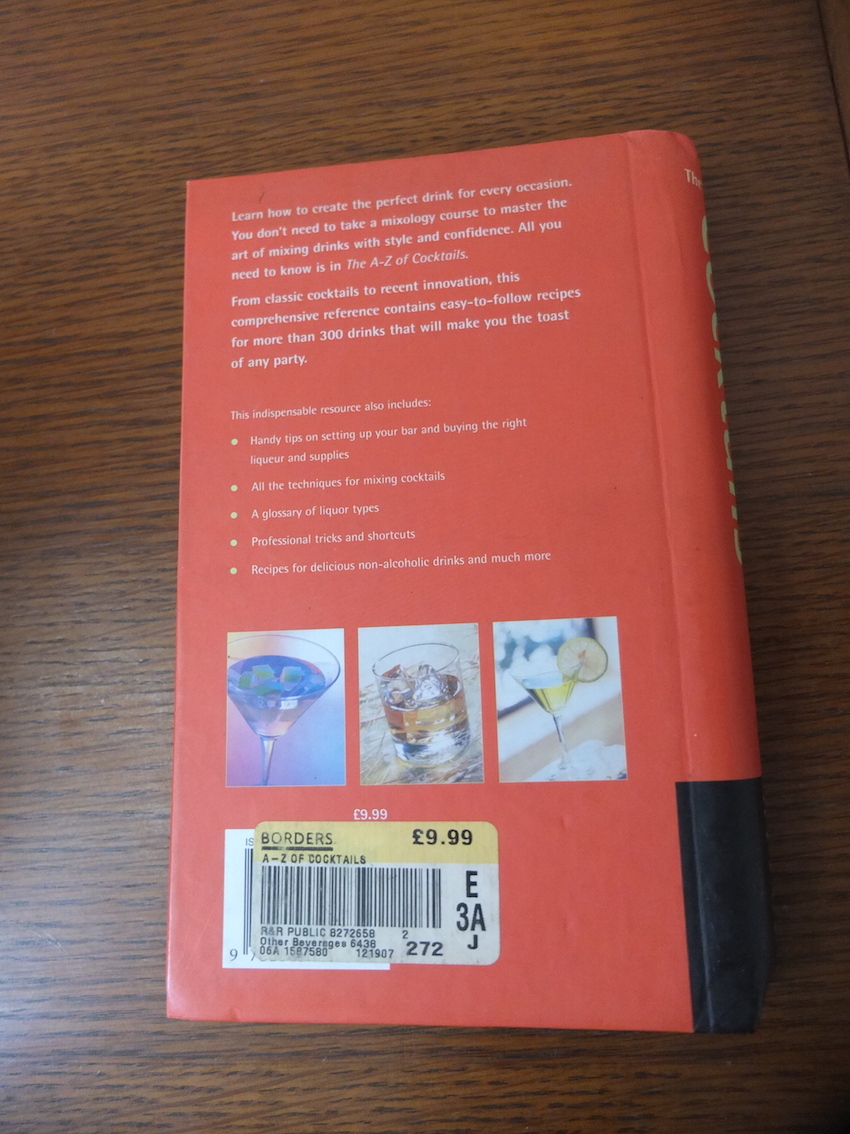 Learn how to create the perfect drink for every occasion.
You don't need to take a mixology course to master the
art of mixing drinks with style and confidence. All you
need to know is in The A-Z of Cocktails.
From classic cocktails to recent innovation, this
comprehensive reference contains easy-to-follow recipes
for more than 300 drinks that will make you the toast
of any party.
This indispensable resource also includes:
• Handy tips on setting up your bar and buying the right
liqueur and supplies
• All the techniques for mixing cocktails
• A glossary of liquor types
• Professional tricks and shortcuts
• Recipes for delicious non-alcoholic drinks and much more
£9.99
IS
BORDERS. £9.99
A-Z OF COCKTAILS
E
3A
J
R&R PUBLIC 8272658 2
Other Beverages 6438
06A 1587580 121907 272
9